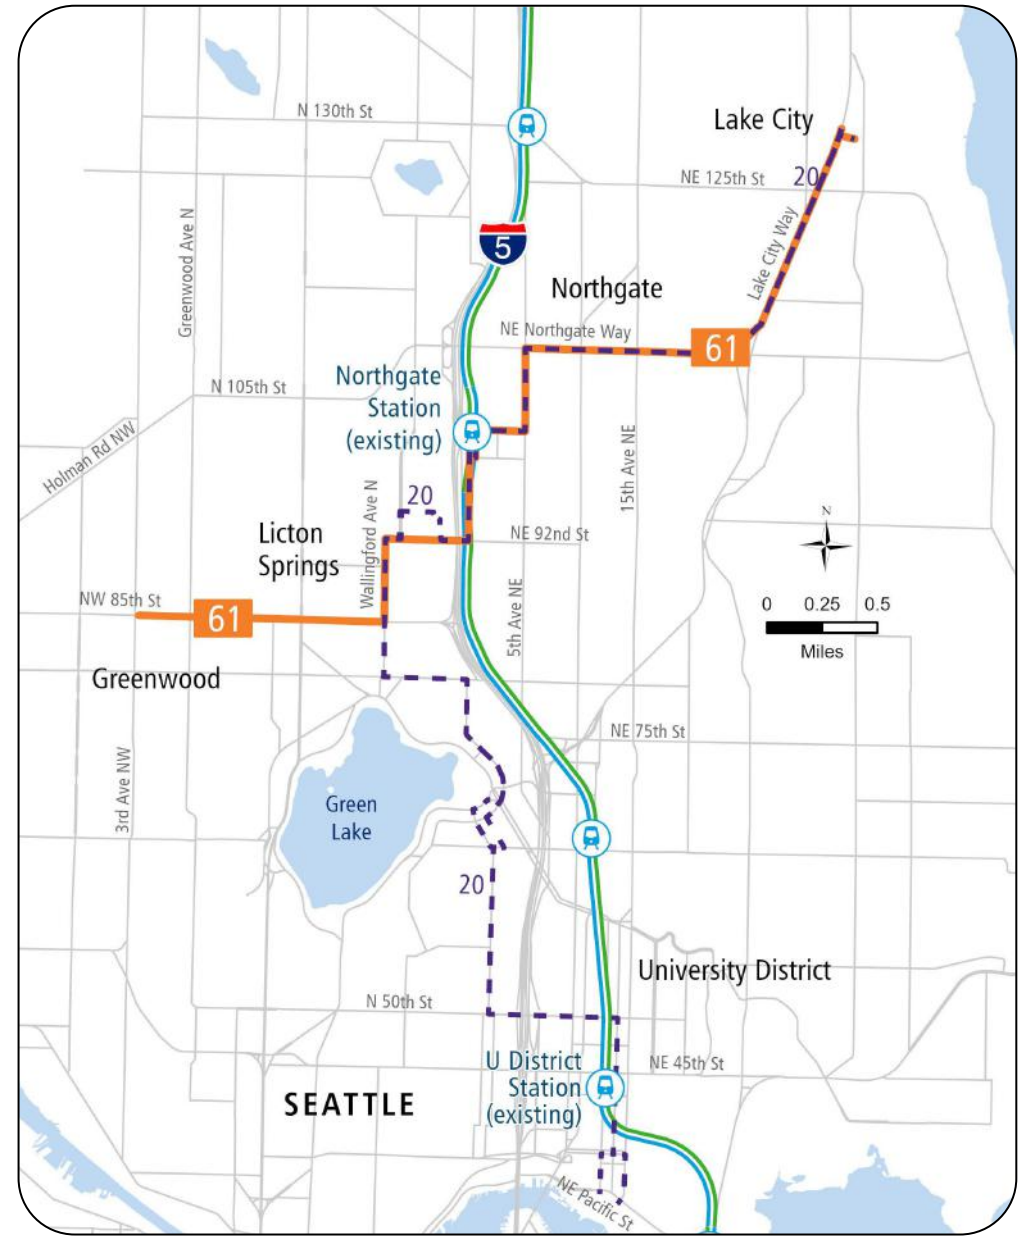 N 130th St
Lake City
NE 125th St
20
Greenwood Ave N
5
Lake City Way
Northgate
NE Northgate Way
61
Northgate
Station
(existing)
N 105th St
Holman Rd NW
15th Ave NE
20
Wallingford Ave N
Licton
Springs
NE 92nd St
N
NW 85th St
61
5th Ave NE
0 0.25 0.5
Miles
Greenwood
NE 75th St
3rd Ave NW
Green
Lake
20
University District
N 50th St
U District
Station
(existing)
NE 45th St
SEATTLE
NE Pacific St